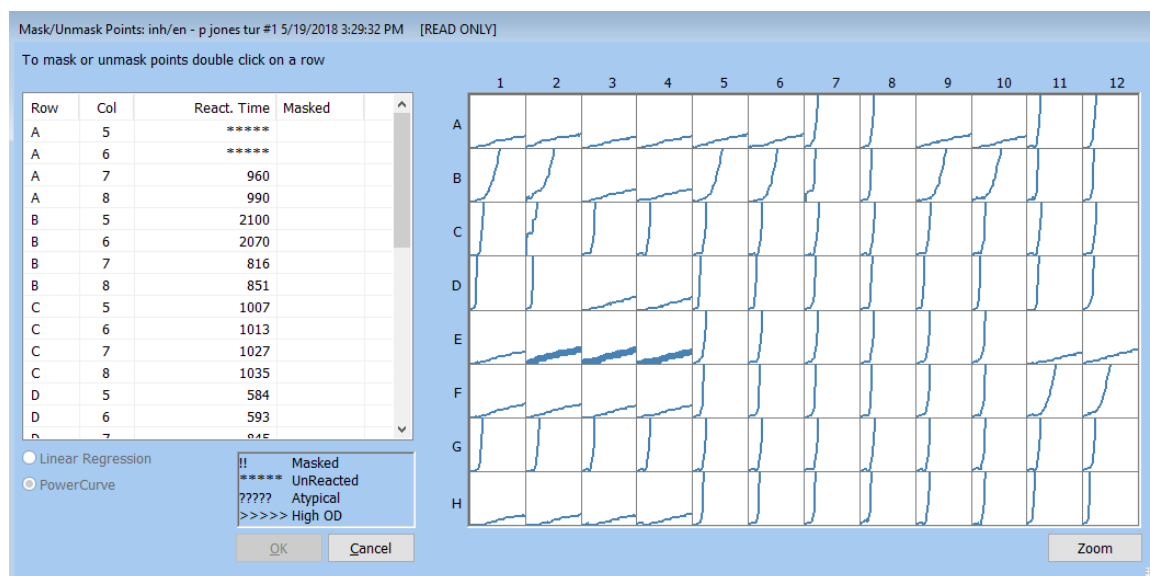 Mask/Unmask Points: inh/en - p jones tur #1 5/19/2018 3:29:32 PM [READ ONLY]
To mask or unmask points double click on a row
Row Col React. Time Masked
A 5 *****
A 6 *****
A 7 960
A 8 990
B 5 2100
B 6 2070
B 7 816
B 8 851
C 5 1007
C 6 1013
C 7 1027
C 8 1035
D 5 584
D 6 593
D 7 845
Linear Regression
PowerCurve
!! Masked
***** UnReacted
????? Atypical
>>>>> High OD
OK Cancel
1 2 3 4 5 6 7 8 9 10 11 12
A
B
C
D
E
F
G
H
Zoom